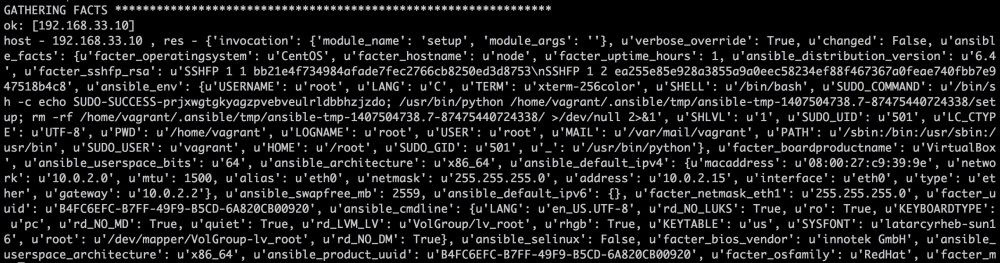 GATHERING FACTS ***************************************************************
ok: [192.168.33.10]
host - 192.168.33.10 , res - {'invocation': {'module_name': 'setup', 'module_args': ''}, u'verbose_override': True, u'changed': False, u'ansibl
e_facts': {u'facter_operatingsystem': u'CentOS', u'facter_hostname': u'node', u'facter_uptime_hours': 1, u'ansible_distribution_version': u'6.4
', u'facter_sshfp_rsa': u'SSHFP 1 1 bb21e4f734984afade7fec2766cb8250ed3d8753\nSSHFP 1 2 ea255e85e928a3855a9a0eec58234ef88f467367a0feae740fbb7e9
47518b4c8', u'ansible_env': {u'USERNAME': u'root', u'LANG': u'C', u'TERM': u'xterm-256color', u'SHELL': u'/bin/bash', u'SUDO_COMMAND': u'/bin/s
h -c echo SUDO-SUCCESS-prjxwgtgkyagzpvebveulrldbbhzjzdo; /usr/bin/python /home/vagrant/.ansible/tmp/ansible-tmp-1407504738.7-87475440724338/set
up; rm -rf /home/vagrant/.ansible/tmp/ansible-tmp-1407504738.7-87475440724338/ >/dev/null 2>&1', u'SHLVL': u'1', u'SUDO_UID': u'501', u'LC_CTYP
E': u'UTF-8', u'PWD': u'/home/vagrant', u'LOGNAME': u'root', u'USER': u'root', u'MAIL': u'/var/mail/vagrant', u'PATH': u'/sbin:/bin:/usr/sbin:/
usr/bin', u'SUDO_USER': u'vagrant', u'HOME': u'/root', u'SUDO_GID': u'501', u'_': u'/usr/bin/python'}, u'facter_boardproductname': u'VirtualBox
', u'ansible_userspace_bits': u'64', u'ansible_architecture': u'x86_64', u'ansible_default_ipv4': {u'macaddress': u'08:00:27:c9:39:9e', u'networ
k': u'10.0.2.0', u'mtu': 1500, u'alias': u'eth0', u'netmask': u'255.255.255.0', u'address': u'10.0.2.15', u'interface': u'eth0', u'type': u'et
her', u'gateway': u'10.0.2.2'}, u'ansible_swapfree_mb': 2559, u'ansible_default_ipv6': {}, u'facter_netmask_eth1': u'255.255.255.0', u'facter_u
uid': u'B4FC6EFC-B7FF-49F9-B5CD-6A820CB00920', u'ansible_cmdline': {u'LANG': u'en_US.UTF-8', u'rd_NO_LUKS': True, u'ro': True, u'KEYBOARDTYPE':
u'pc', u'rd_NO_MD': True, u'quiet': True, u'rd_LVM_LV': u'VolGroup/lv_root', u'rhgb': True, u'KEYTABLE': u'us', u'SYSFONT': u'latarcyrheb-sun1
6', u'root': u'/dev/mapper/VolGroup-lv_root', u'rd_NO_DM': True}, u'ansible_selinux': False, u'facter_bios_vendor': u'innotek GmbH', u'ansible_
userspace_architecture': u'x86_64', u'ansible_product_uuid': u'B4FC6EFC-B7FF-49F9-B5CD-6A820CB00920', u'facter_osfamily': u'RedHat', u'facter_m